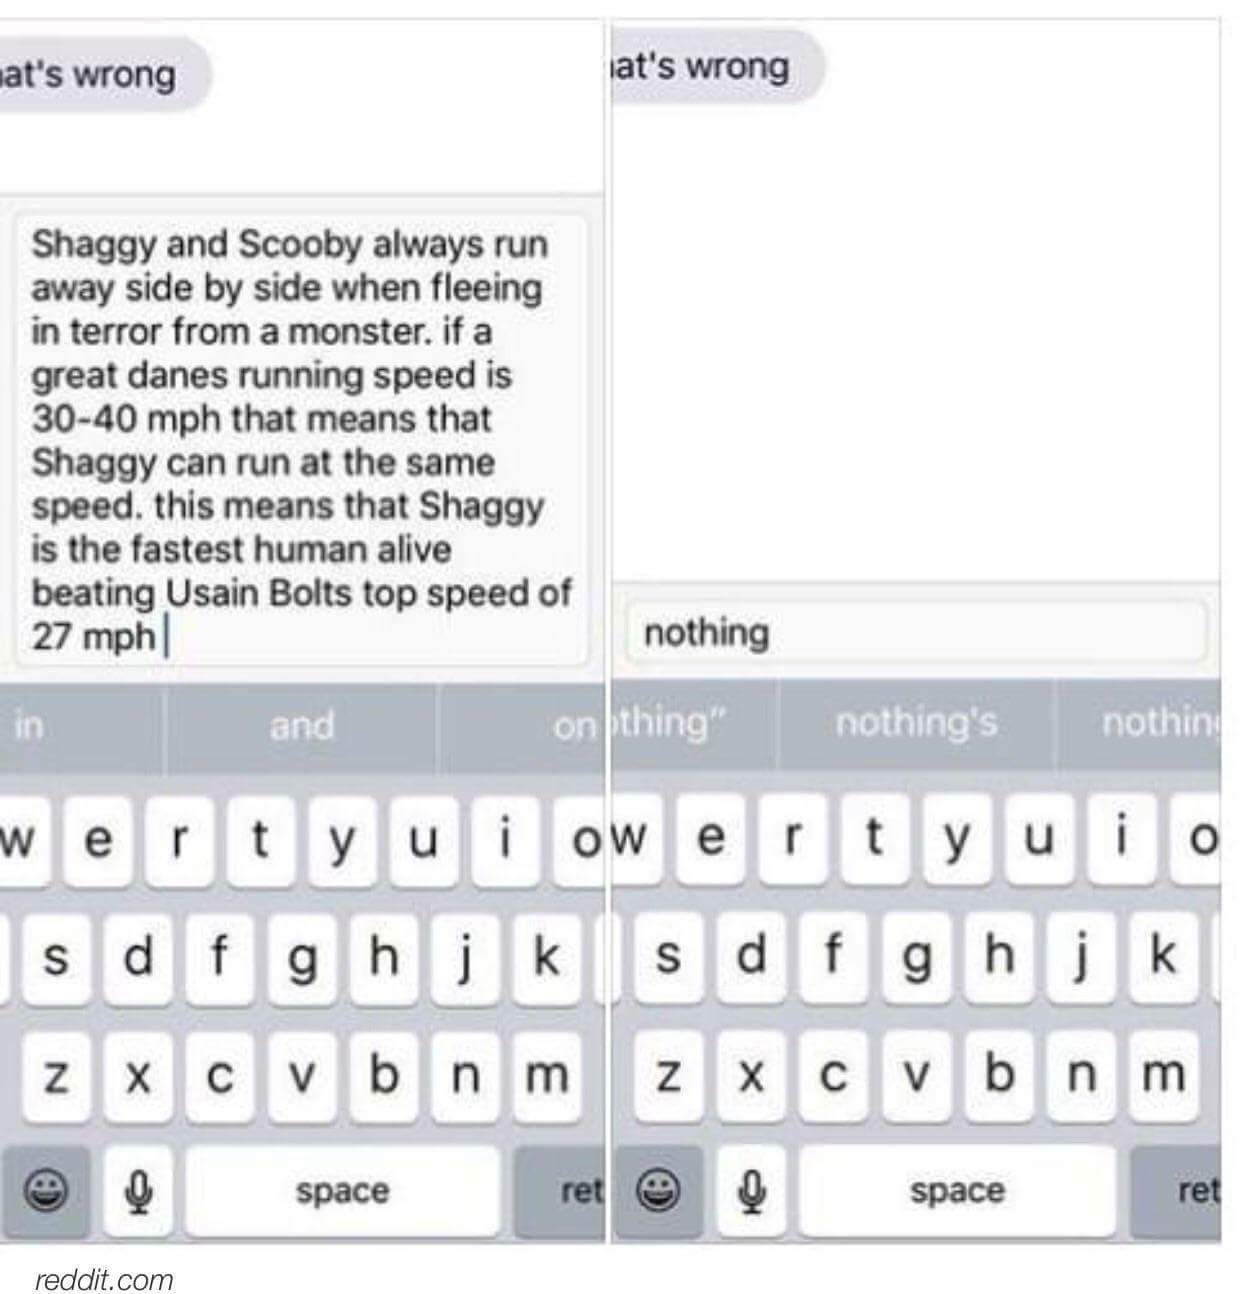 at's wrong
Shaggy and Scooby always run
away side by side when fleeing
in terror from a monster. if a
great danes running speed is
30-40 mph that means that
Shaggy can run at the same
speed. this means that Shaggy
is the fastest human alive
beating Usain Bolts top speed of
27 mph
in and on
w e r t y u i o
s d f g h j k
z x c v b n m
space ret
at's wrong
nothing
thing" nothing's nothing
w e r t y u i o
s d f g h j k
z x c v b n m
space ret
reddit.com